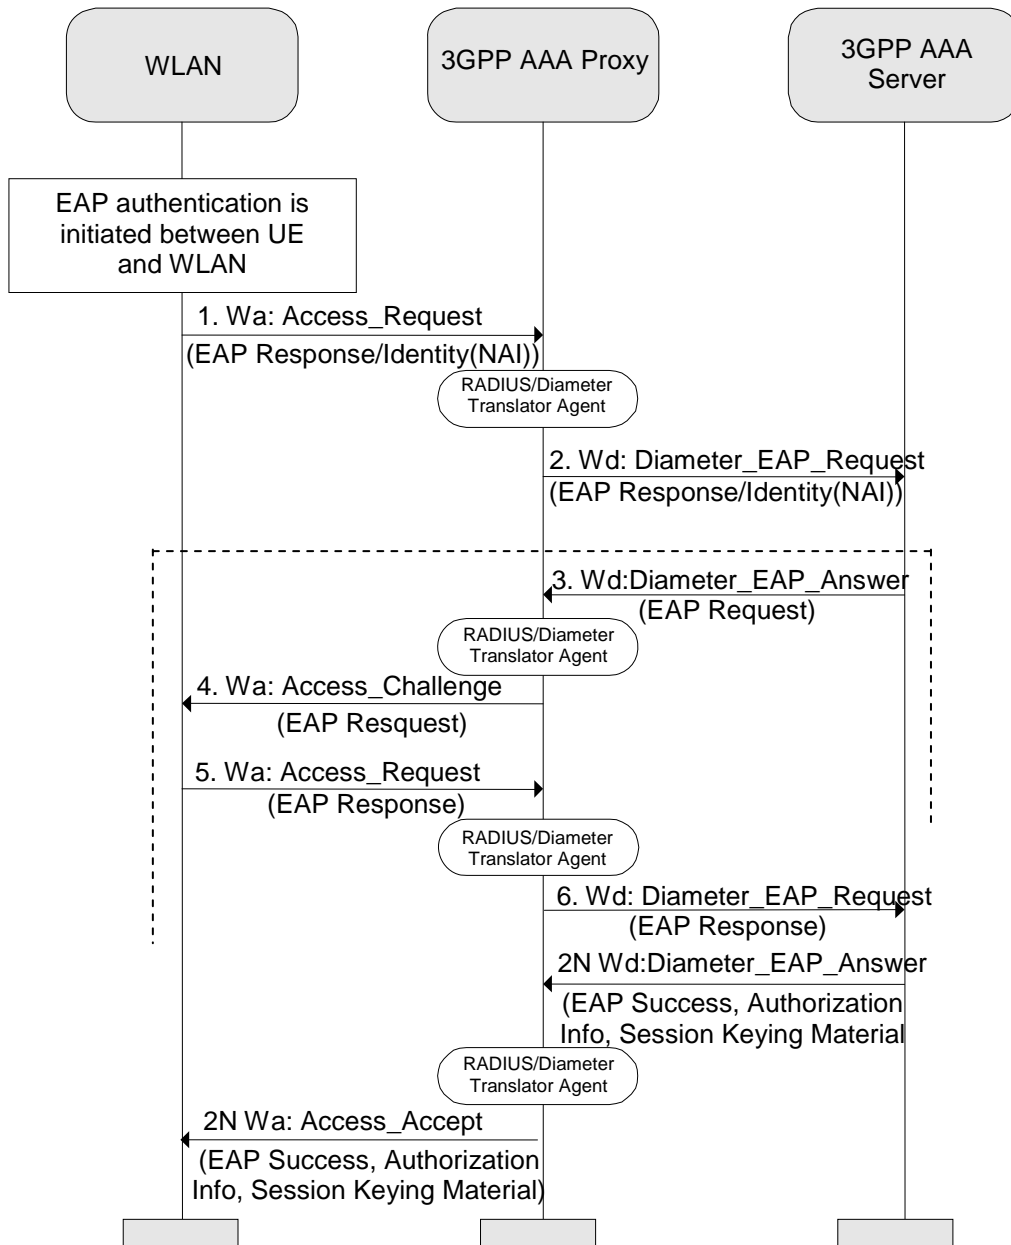 WLAN
3GPP AAA Proxy
3GPP AAA
Server
EAP authentication is
initiated between UE
and WLAN
1. Wa: Access_Request
(EAP Response/Identity(NAI))
RADIUS/Diameter
Translator Agent
2. Wd: Diameter_EAP_Request
(EAP Response/Identity(NAI))
3. Wd:Diameter_EAP_Answer
(EAP Request)
RADIUS/Diameter
Translator Agent
4. Wa: Access_Challenge
(EAP Resquest)
5. Wa: Access_Request
(EAP Response)
RADIUS/Diameter
Translator Agent
6. Wd: Diameter_EAP_Request
(EAP Response)
2N Wd:Diameter_EAP_Answer
(EAP Success, Authorization
Info, Session Keying Material
RADIUS/Diameter
Translator Agent
2N Wa: Access_Accept
(EAP Success, Authorization
Info, Session Keying Material)